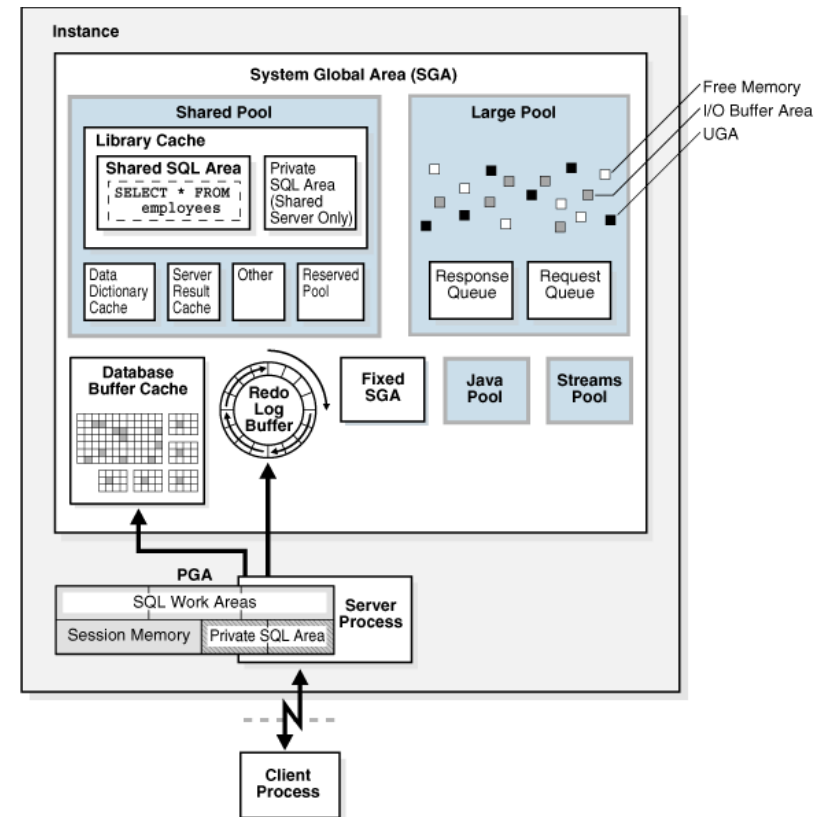 Instance
System Global Area (SGA)
Shared Pool
Library Cache
Shared SQL Area
SELECT * FROM
employees
Private
SQL Area
(Shared
Server Only)
Data
Dictionary
Cache
Server
Result
Cache
Other
Reserved
Pool
Large Pool
Response
Queue
Request
Queue
Free Memory
I/O Buffer Area
UGA
Database
Buffer Cache
Redo
Log
Buffer
Fixed
SGA
Java
Pool
Streams
Pool
PGA
SQL Work Areas
Session Memory
Private SQL Area
Server
Process
Client
Process